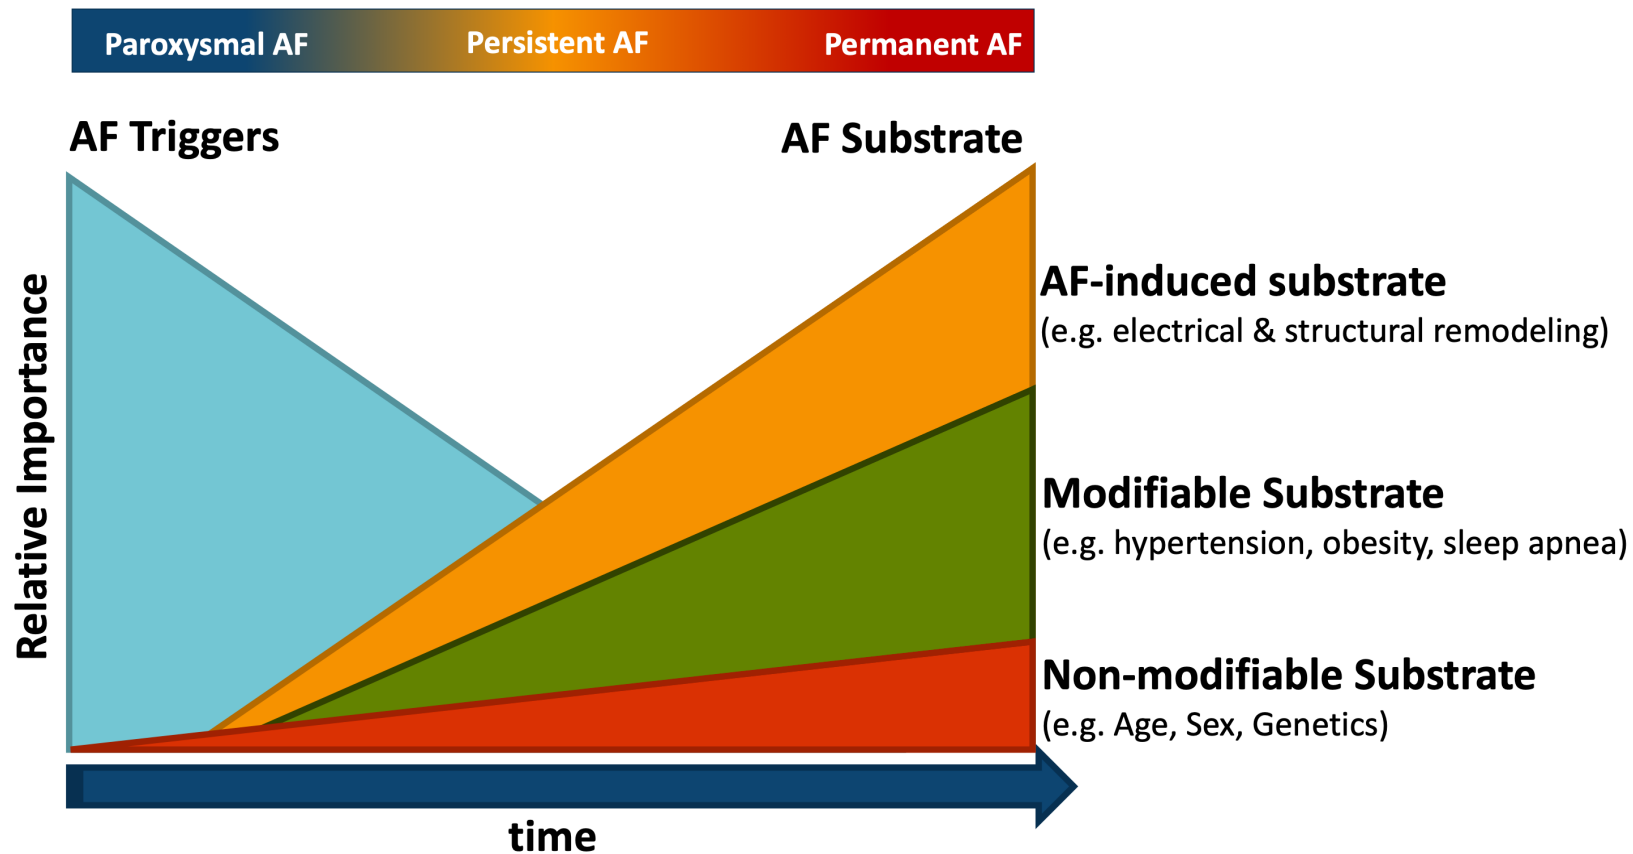 Paroxysmal AF
Persistent AF
Permanent AF
AF Triggers
AF Substrate
Relative Importance
AF-induced substrate
(e.g. electrical & structural remodeling)
Modifiable Substrate
(e.g. hypertension, obesity, sleep apnea)
Non-modifiable Substrate
(e.g. Age, Sex, Genetics)
time